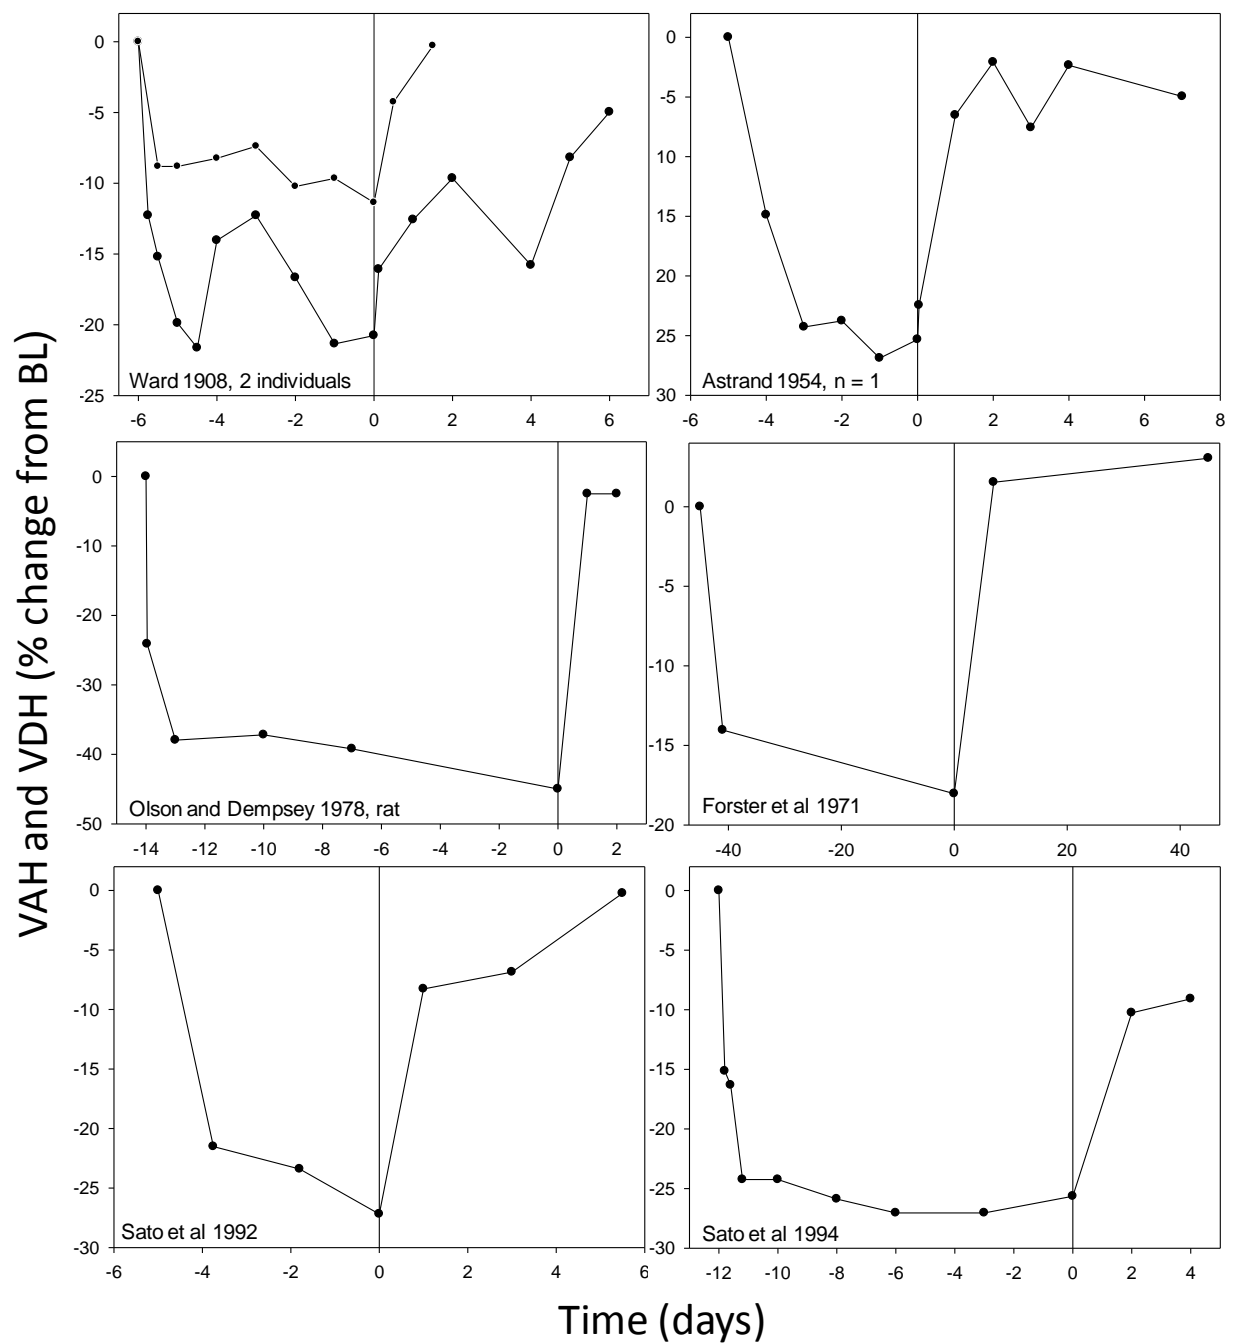 VAH and VDH (% change from BL)
0
-5
-10
-15
-20
-25
Ward 1908, 2 individuals
-6 -4 -2 0 2 4 6
0
-5
-10
15
20
25
30
Astrand 1954, n = 1
-6 -4 -2 0 2 4 6 8
0
-10
-20
-30
-40
-50
Olson and Dempsey 1978, rat
-14 -12 -10 -8 -6 -4 -2 0 2
0
-5
-10
-15
-20
Forster et al 1971
-40 -20 0 20 40
0
-5
-10
-15
-20
-25
-30
Sato et al 1992
-6 -4 -2 0 2 4 6
0
-5
-10
-15
-20
-25
-30
Sato et al 1994
-12 -10 -8 -6 -4 -2 0 2 4
Time (days)